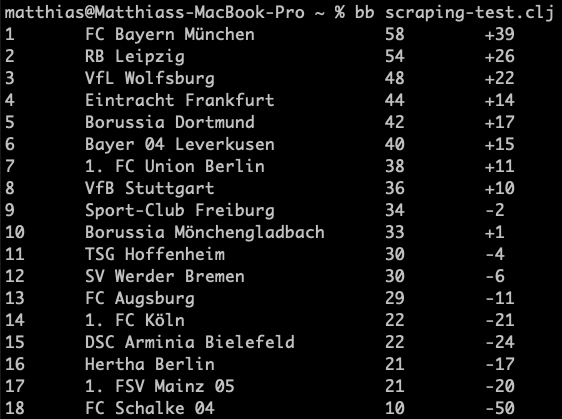 matthias@Matthiass-MacBook-Pro ~ % bb scraping-test.clj
1 FC Bayern München 58 +39
2 RB Leipzig 54 +26
3 VfL Wolfsburg 48 +22
4 Eintracht Frankfurt 44 +14
5 Borussia Dortmund 42 +17
6 Bayer 04 Leverkusen 40 +15
7 1. FC Union Berlin 38 +11
8 VfB Stuttgart 36 +10
9 Sport-Club Freiburg 34 -2
10 Borussia Mönchengladbach 33 +1
11 TSG Hoffenheim 30 -4
12 SV Werder Bremen 30 -6
13 FC Augsburg 29 -11
14 1. FC Köln 22 -21
15 DSC Arminia Bielefeld 22 -24
16 Hertha Berlin 21 -17
17 1. FSV Mainz 05 21 -20
18 FC Schalke 04 10 -50